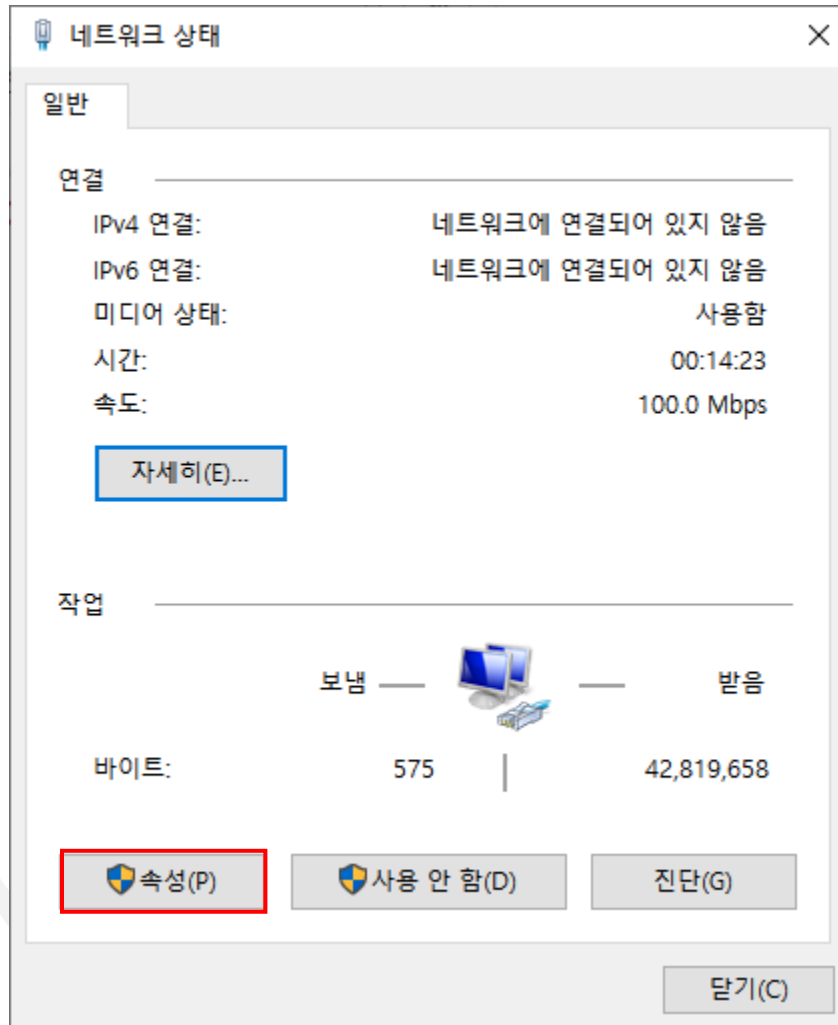 네트워크 상태
일반
연결
IPv4 연결: 네트워크에 연결되어 있지 않음
IPv6 연결: 네트워크에 연결되어 있지 않음
미디어 상태: 사용함
시간: 00:14:23
속도: 100.0 Mbps
자세히(E)...
작업
보냄 받음
바이트: 575 42,819,658
속성(P) 사용 안 함(D) 진단(G)
닫기(C)